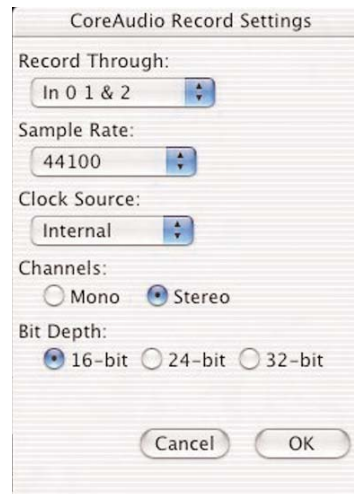 CoreAudio Record Settings
Record Through:
In 0 1 & 2
Sample Rate:
44100
Clock Source:
Internal
Channels:
Mono Stereo
Bit Depth:
16-bit 24-bit 32-bit
Cancel OK